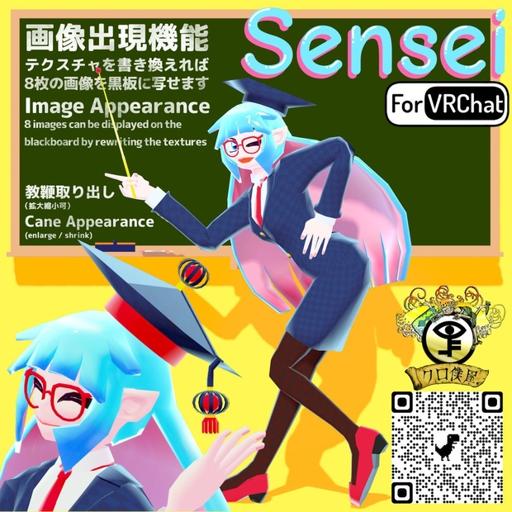 Sensei
For VRChat
画像出現機能
テクスチャを書き換えれば
8枚の画像を黒板に写せます
Image Appearance
8 images can be displayed on the
blackboard by rewriting the textures
教鞭取り出し
(拡大縮小可)
Cane Appearance
(enlarge / shrink)
クロ僕屋